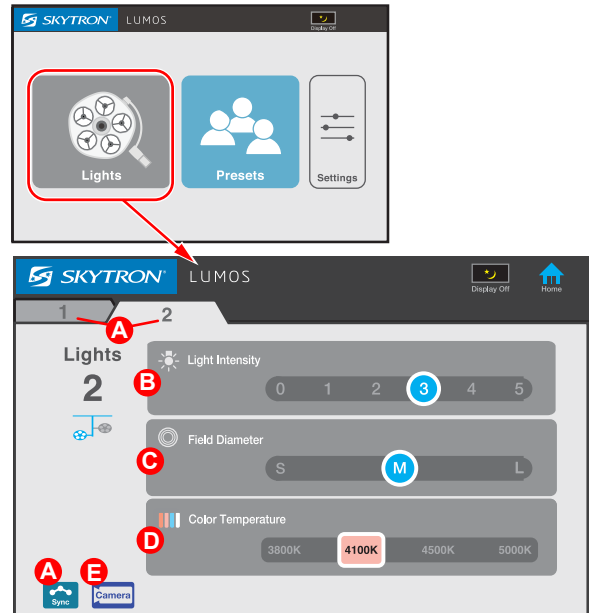 SKYTRON LUMOS
Display Off
Lights
Presets
Settings
SKYTRON LUMOS
Display Off
Home
1
A
2
Lights
2
B
Light Intensity
0 1 2 3 4 5
C
Field Diameter
S M L
D
Color Temperature
3800K 4100K 4500K 5000K
A
E
Sync
Camera